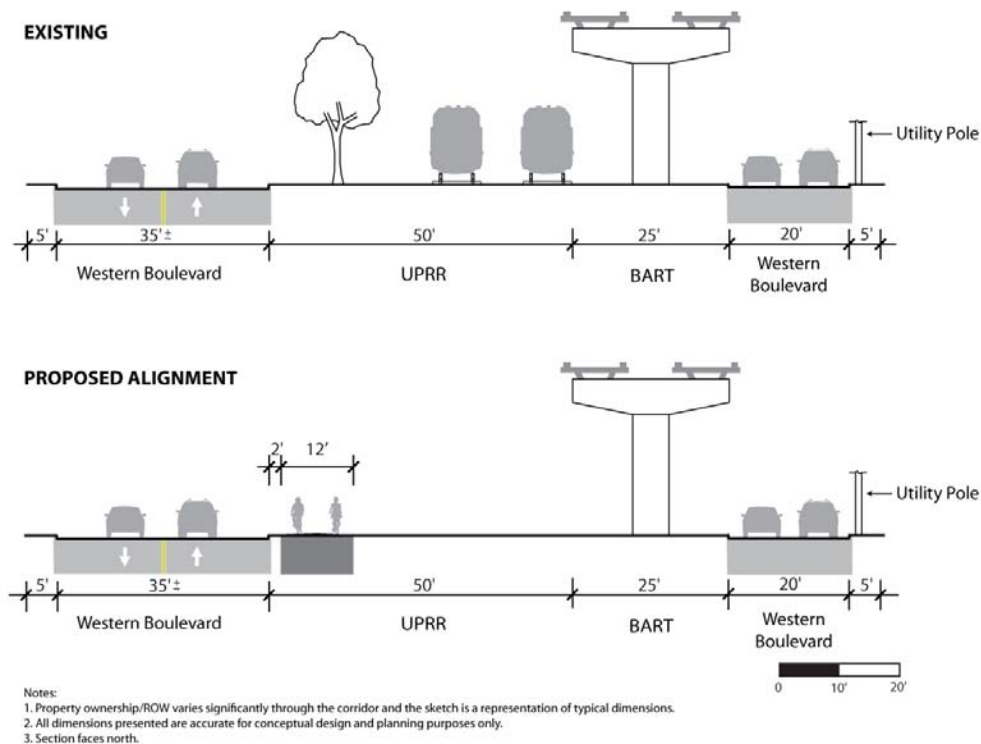 EXISTING
Utility Pole
5' 35' ± 50' 25' 20' 5'
Western Boulevard UPRR BART Western
Boulevard
PROPOSED ALIGNMENT
2' 12'
Utility Pole
5' 35' ± 50' 25' 20' 5'
Western Boulevard UPRR BART Western
Boulevard
0 10' 20'
Notes:
1. Property ownership/ROW varies significantly through the corridor and the sketch is a representation of typical dimensions.
2. All dimensions presented are accurate for conceptual design and planning purposes only.
3. Section faces north.